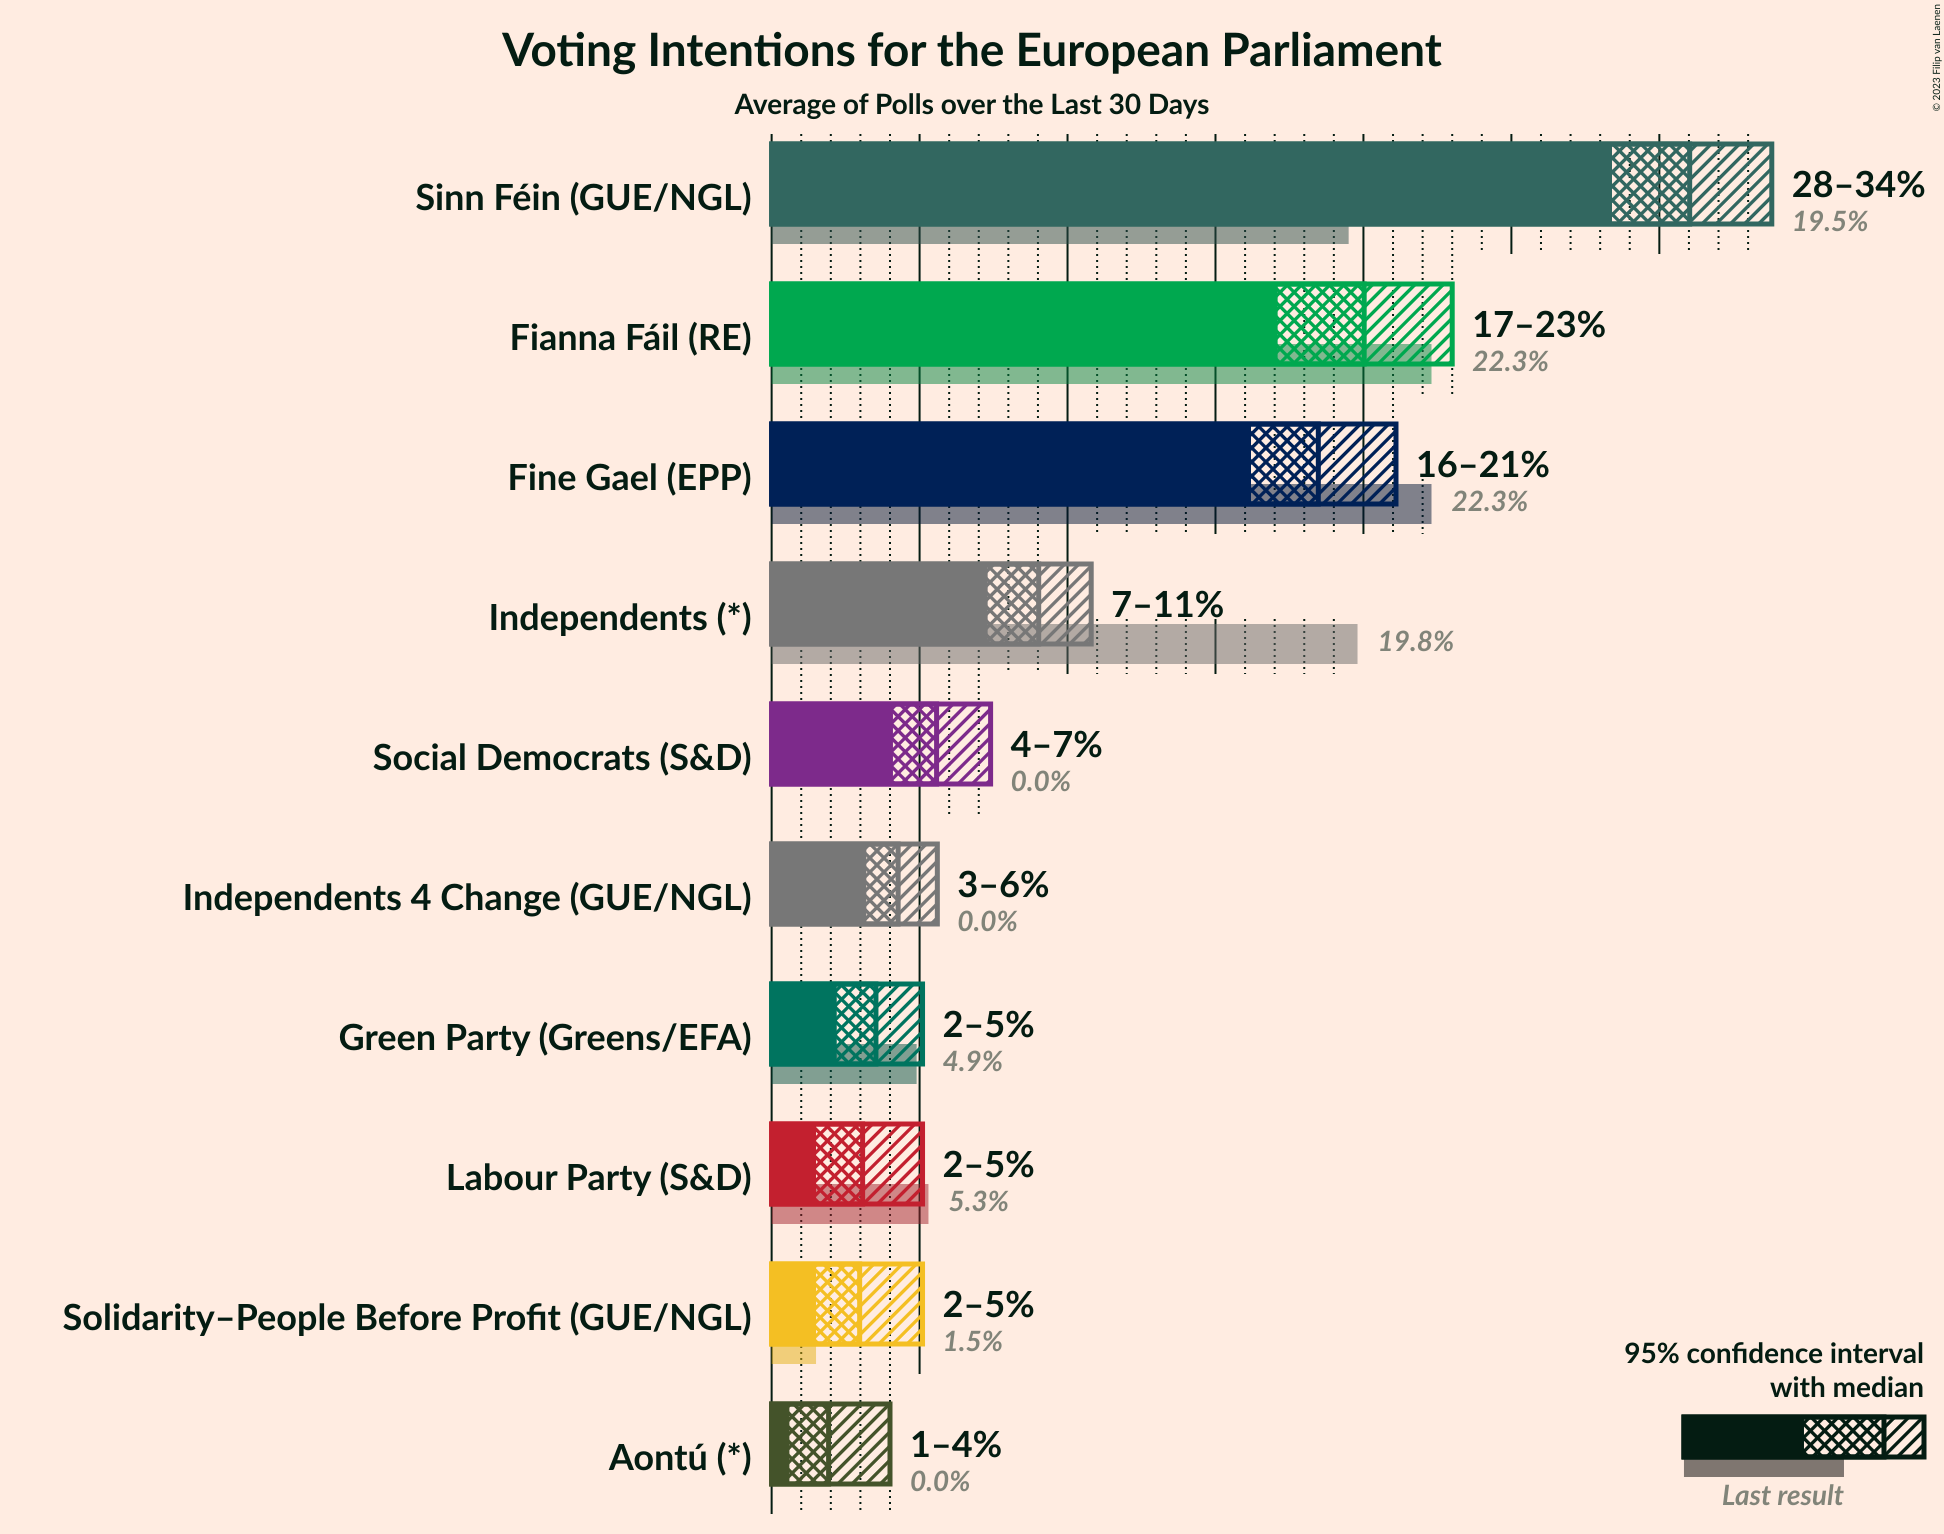 Voting Intentions for the European Parliament
Average of Polls over the Last 30 Days
© 2023 Filip van Laenen
Sinn Féin (GUE/NGL)
28–34%
19.5%
Fianna Fáil (RE)
17–23%
22.3%
Fine Gael (EPP)
16–21%
22.3%
Independents (*)
7–11%
19.8%
Social Democrats (S&D)
4–7%
0.0%
Independents 4 Change (GUE/NGL)
3–6%
0.0%
Green Party (Greens/EFA)
2–5%
4.9%
Labour Party (S&D)
2–5%
5.3%
Solidarity–People Before Profit (GUE/NGL)
2–5%
1.5%
Aontú (*)
1–4%
0.0%
95% confidence interval
with median
Last result